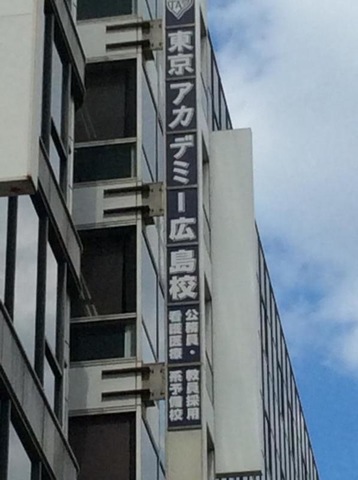 東京アカデミー広島校
公務員・教員採用
看護医療系予備校